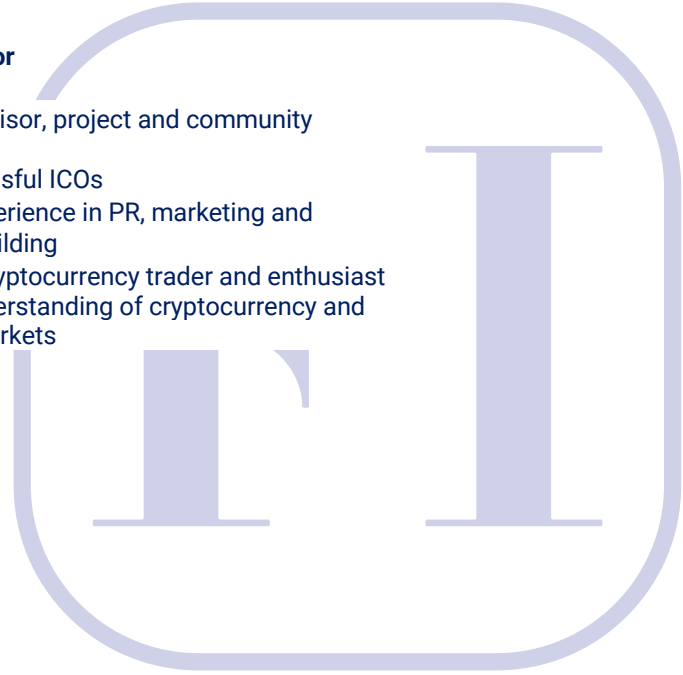 or
isor, project and community
sful ICOs
erience in PR, marketing and
ilding
yptocurrency trader and enthusiast
erstanding of cryptocurrency and
rkets